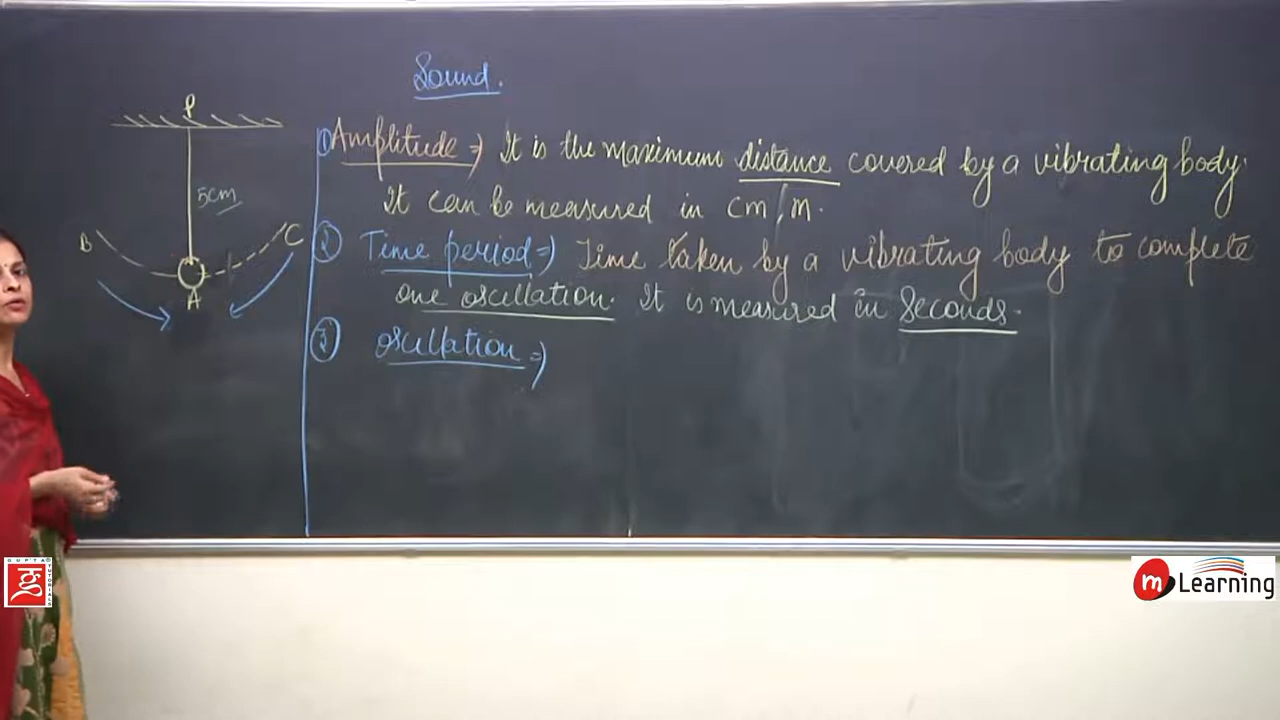 Sound.
P
5cm
B
C
A
① Amplitude ⇒ It is the maximum distance covered by a vibrating body.
It can be measured in cm, m.
② Time period ⇒ Time taken by a vibrating body to complete
one oscillation. It is measured in Seconds.
③ oscillation ⇒
GUPTA TUTORIALS
g
m Learning